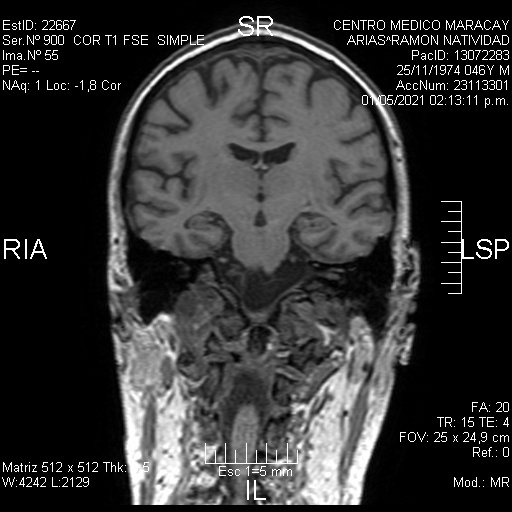 EstID: 22667
Ser.Nº 900 COR T1 FSE SIMPLE
Ima.Nº 55
PE= --
NAq: 1 Loc: -1,8 Cor
SR
CENTRO MEDICO MARACAY
ARIAS^RAMON NATIVIDAD
PacID: 13072283
25/11/1974 046Y M
AccNum: 23113301
01/05/2021 02:13:11 p.m.
RIA
LSP
Matriz 512 x 512 Thk:
W:4242 L:2129
Esc 1=5 mm
IL
FA: 20
TR: 15 TE: 4
FOV: 25 x 24,9 cm
Ref.: 0
Mod.: MR